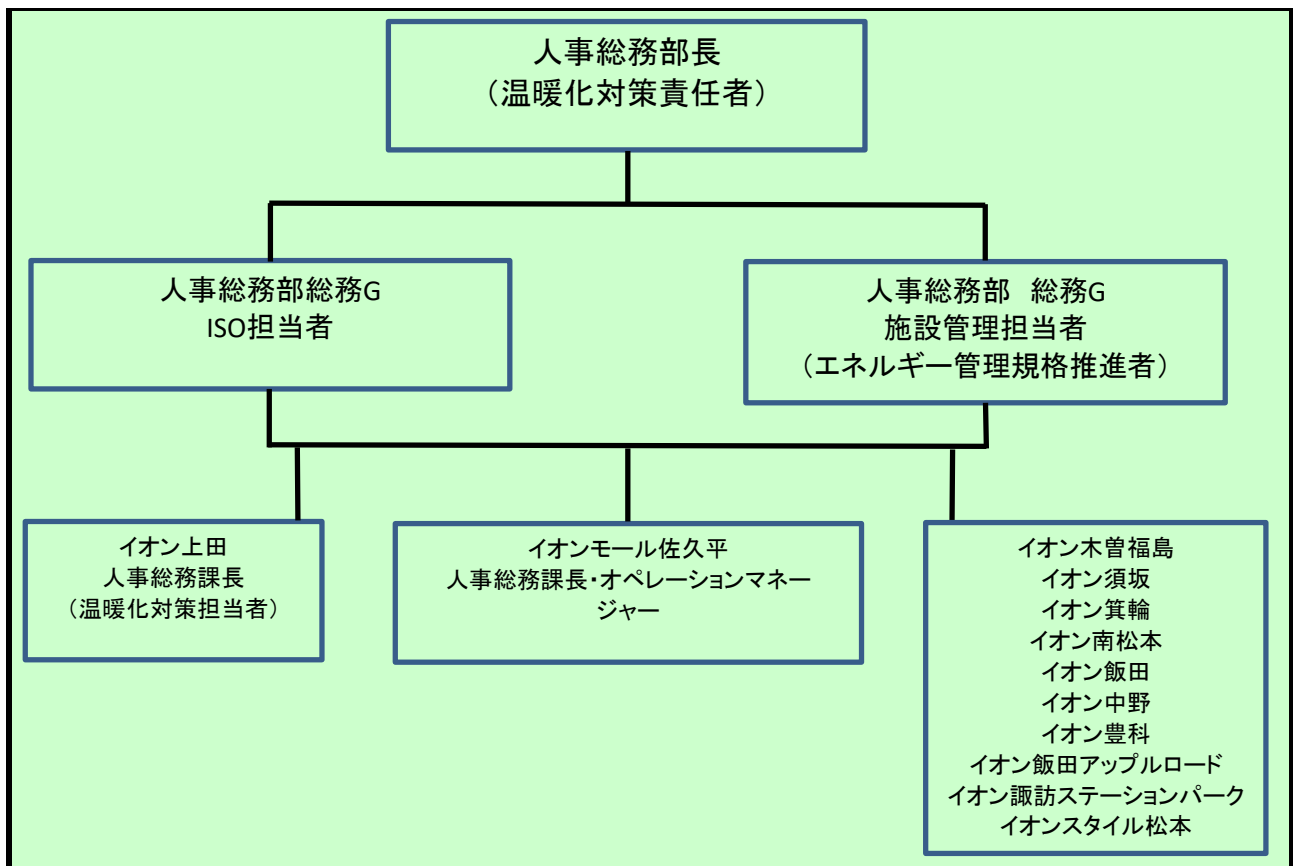 人事総務部長
（温暖化対策責任者）
人事総務部総務G
ISO担当者
人事総務部　総務G
施設管理担当者
（エネルギー管理規格推進者）
イオン上田
人事総務課長
（温暖化対策担当者）
イオンモール佐久平
人事総務課長・オペレーションマネー
ジャー
イオン木曽福島
イオン須坂
イオン箕輪
イオン南松本
イオン飯田
イオン中野
イオン豊科
イオン飯田アップルロード
イオン諏訪ステーションパーク
イオンスタイル松本